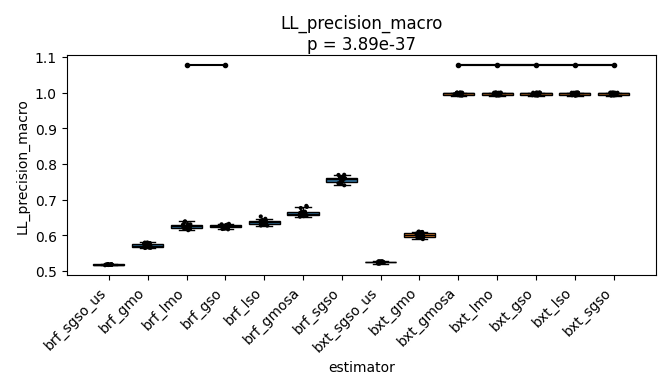 LL_precision_macro
p = 3.89e-37
LL_precision_macro
1.1
1.0
0.9
0.8
0.7
0.6
0.5
brf_sgso_us
brf_gmo
brf_lmo
brf_gso
brf_lso
brf_gmosa
brf_sgso
bxt_sgso_us
bxt_gmo
bxt_gmosa
bxt_lmo
bxt_gso
bxt_lso
bxt_sgso
estimator